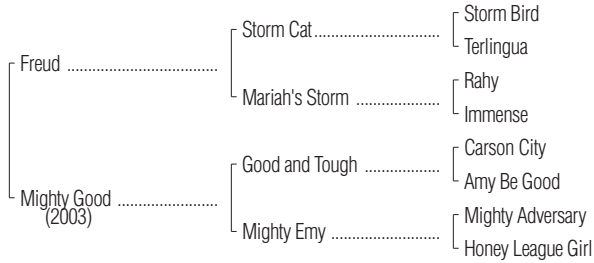 Storm Bird
Storm Cat ..............................
Terlingua
Freud .....................................
Rahy
Mariah's Storm ....................
Immense
Carson City
Good and Tough ..................
Amy Be Good
Mighty Good ........................
(2003)
Mighty Adversary
Mighty Emy ..........................
Honey League Girl